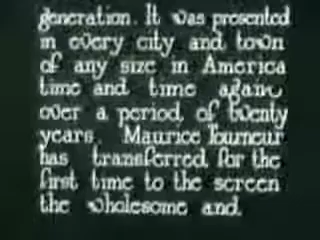 generation. It was presented
in every city and town
of any size in America
time and time again
over a period of twenty
years. Maurice Tourneur
has transferred for the
first time to the screen
the wholesome and